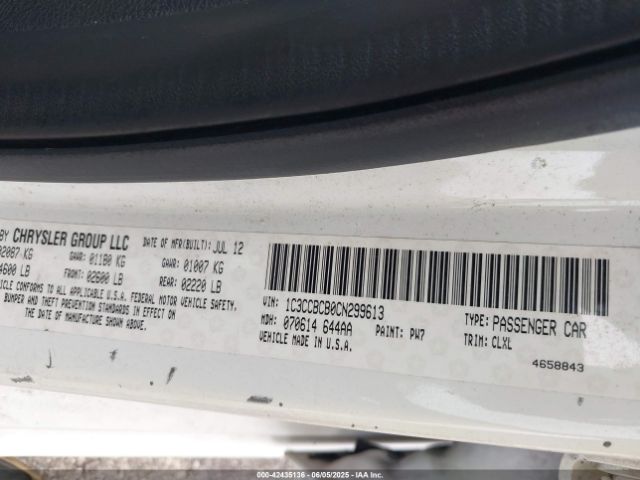 BY CHRYSLER GROUP LLC DATE OF MFR(BUILT): JUL 12
02087 KG GAWR: 01180 KG GAWR: 01007 KG
4600 LB FRONT: 02600 LB REAR: 02220 LB
VEHICLE CONFORMS TO ALL APPLICABLE U.S.A. FEDERAL MOTOR VEHICLE SAFETY,
BUMPER AND THEFT PREVENTION STANDARDS IN EFFECT ON
THE DATE OF MANUFACTURE SHOWN ABOVE.
VIN: 1C3CCBCB0CN299613 TYPE: PASSENGER CAR
MDH: 070614 644AA PAINT: PW7 TRIM: CLXL
VEHICLE MADE IN U.S.A.
4658843
000-42435136 - 06/05/2025 - IAAI.com